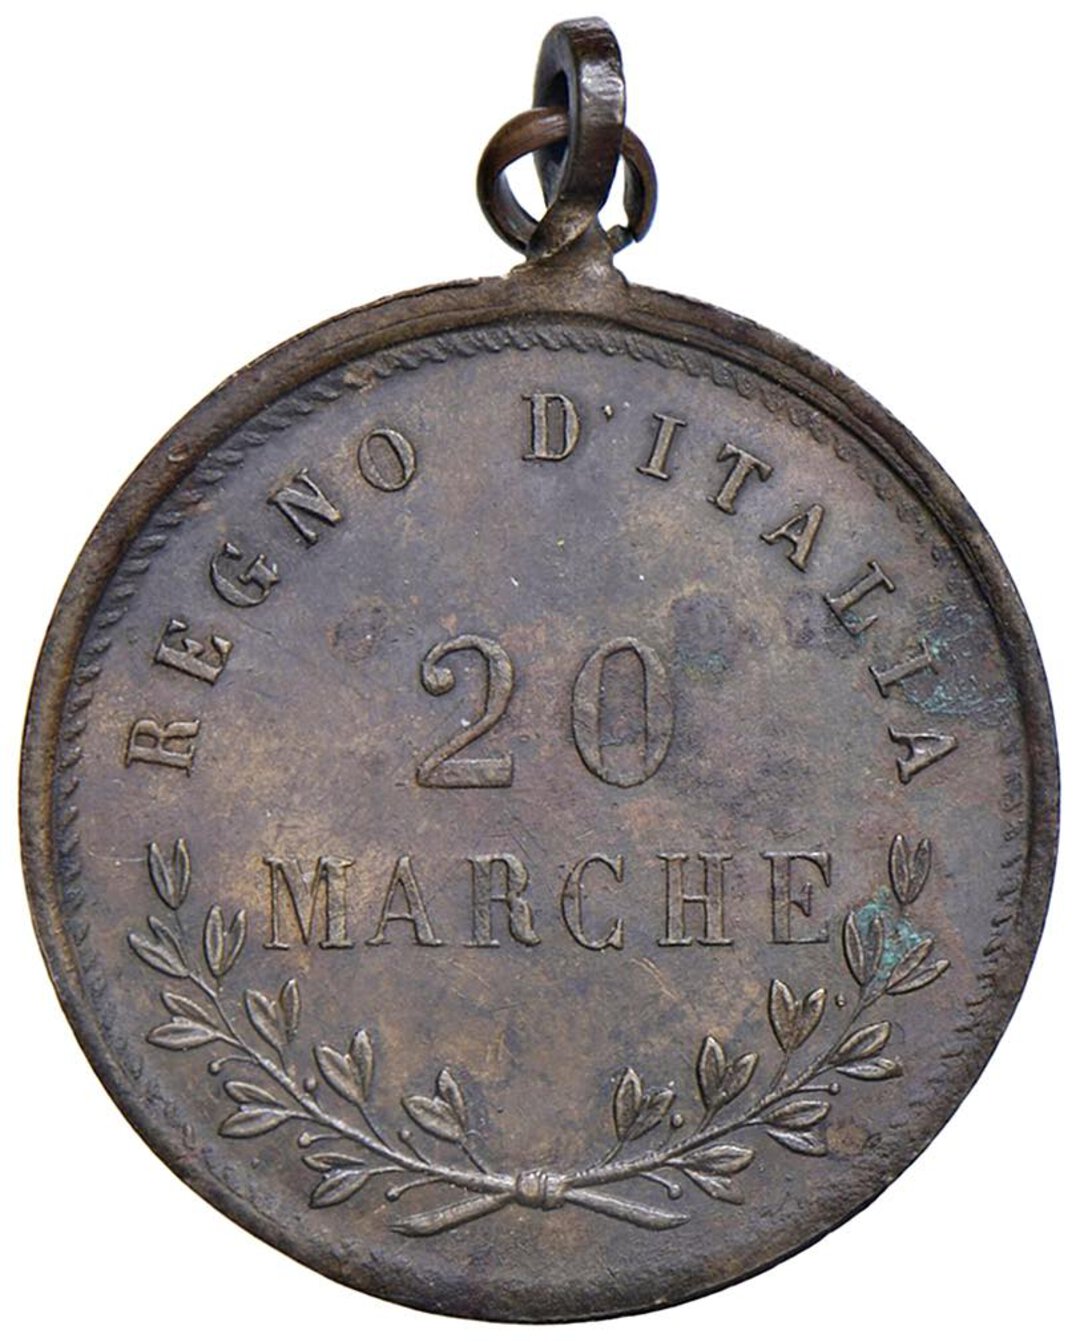 REGNO D'ITALIA
20
MARCHE